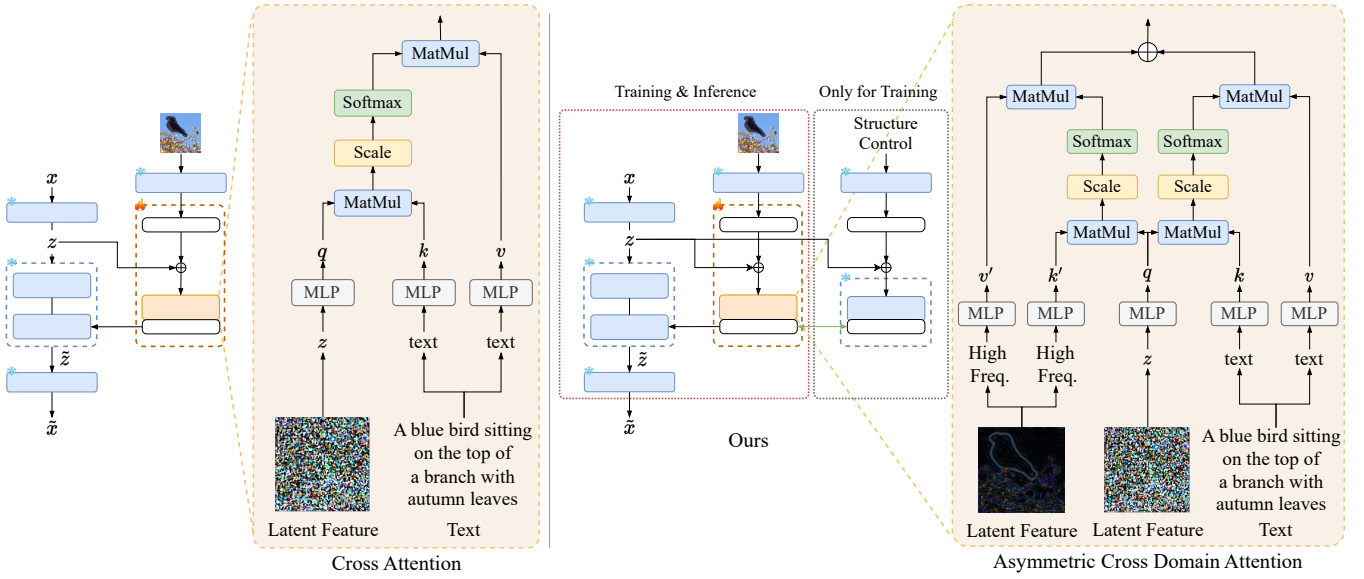 x
z
z̃
x̃
MatMul
Softmax
Scale
MatMul
q
k
v
MLP
MLP
MLP
z
text
text
A blue bird sitting
on the top of
a branch with
autumn leaves
Latent Feature
Text
Cross Attention
Training & Inference
Only for Training
Structure
Control
x
z
z̃
x̃
Ours
MatMul
MatMul
Softmax
Softmax
Scale
Scale
MatMul
MatMul
v′
k′
q
k
v
MLP
MLP
MLP
MLP
MLP
High
Freq.
High
Freq.
z
text
text
A blue bird sitting
on the top of
a branch with
autumn leaves
Latent Feature
Latent Feature
Text
Asymmetric Cross Domain Attention